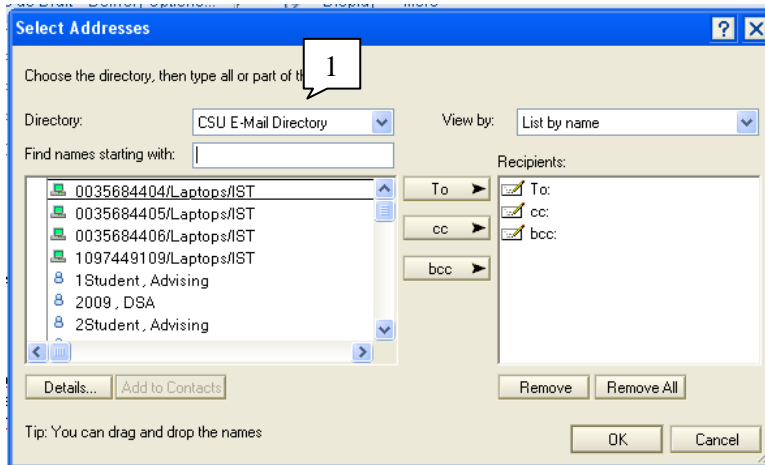 Select Addresses
Choose the directory, then type all or part of th
1
Directory: CSU E-Mail Directory View by: List by name
Find names starting with:
Recipients:
0035684404/Laptops/IST To To:
0035684405/Laptops/IST cc:
0035684406/Laptops/IST cc bcc:
1097449109/Laptops/IST
1Student , Advising bcc
2009 , DSA
2Student , Advising
Details... Add to Contacts Remove Remove All
Tip: You can drag and drop the names
OK Cancel